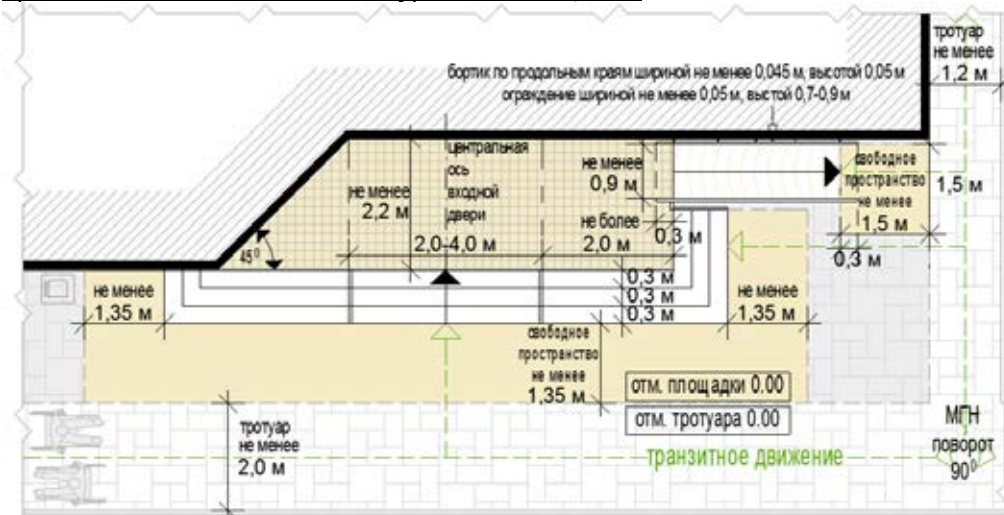 тротуар
не менее
1,2 м
бортик по продольным краям шириной не менее 0,045 м, высотой 0,05 м
ограждение шириной не менее 0,05 м, выстой 0,7-0,9 м
центральная
ось
входной
двери
не менее
2,2 м
не менее
0,9 м
свободное
пространство
не менее
1,5 м
1,5 м
не более
2,0 м
2,0-4,0 м
0,3 м
0,3 м
45⁰
0,3 м
0,3 м
0,3 м
не менее
1,35 м
не менее
1,35 м
свободное
пространство
не менее
1,35 м
отм. площадки 0.00
отм. тротуара 0.00
тротуар
не менее
2,0 м
транзитное движение
МГН
поворот
90⁰